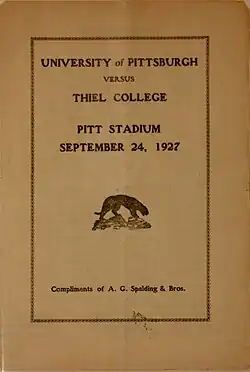 UNIVERSITY of PITTSBURGH
VERSUS
THIEL COLLEGE
PITT STADIUM
SEPTEMBER 24, 1927
Compliments of A. G. Spalding & Bros.